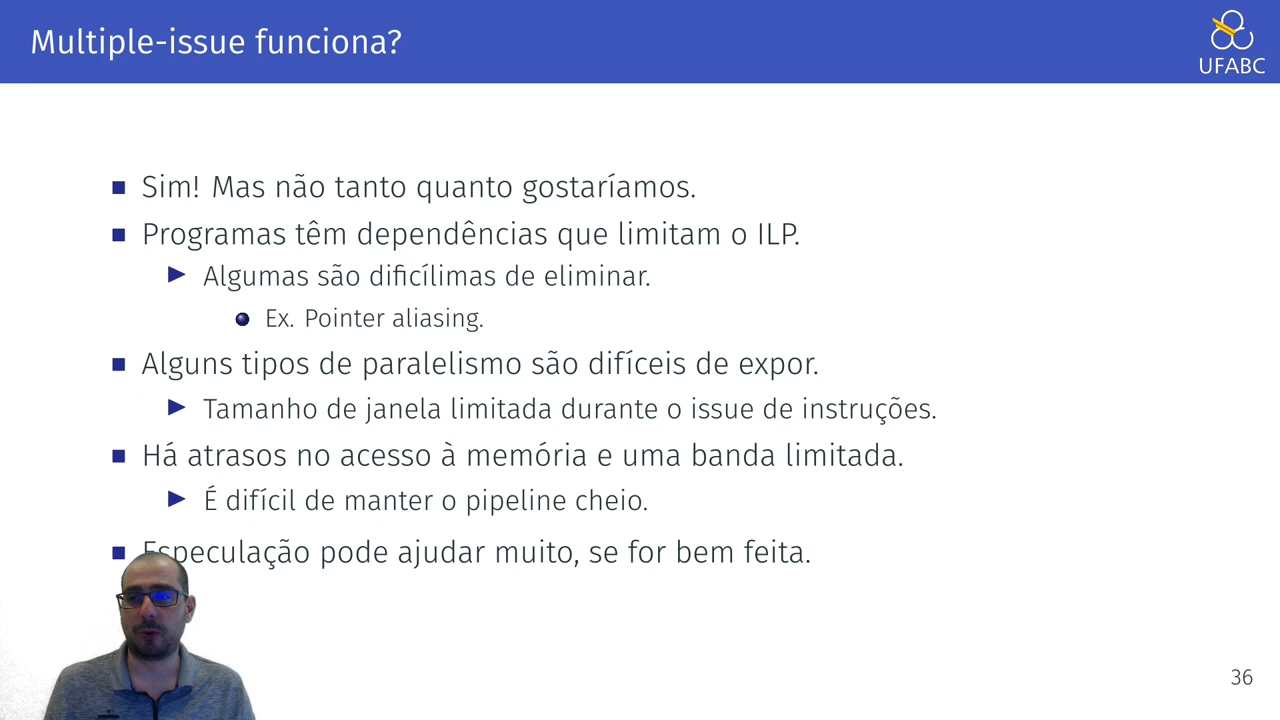 Multiple-issue funciona?
UFABC
Sim! Mas não tanto quanto gostaríamos.
Programas têm dependências que limitam o ILP.
Algumas são dificílimas de eliminar.
Ex. Pointer aliasing.
Alguns tipos de paralelismo são difíceis de expor.
Tamanho de janela limitada durante o issue de instruções.
Há atrasos no acesso à memória e uma banda limitada.
É difícil de manter o pipeline cheio.
Especulação pode ajudar muito, se for bem feita.
36